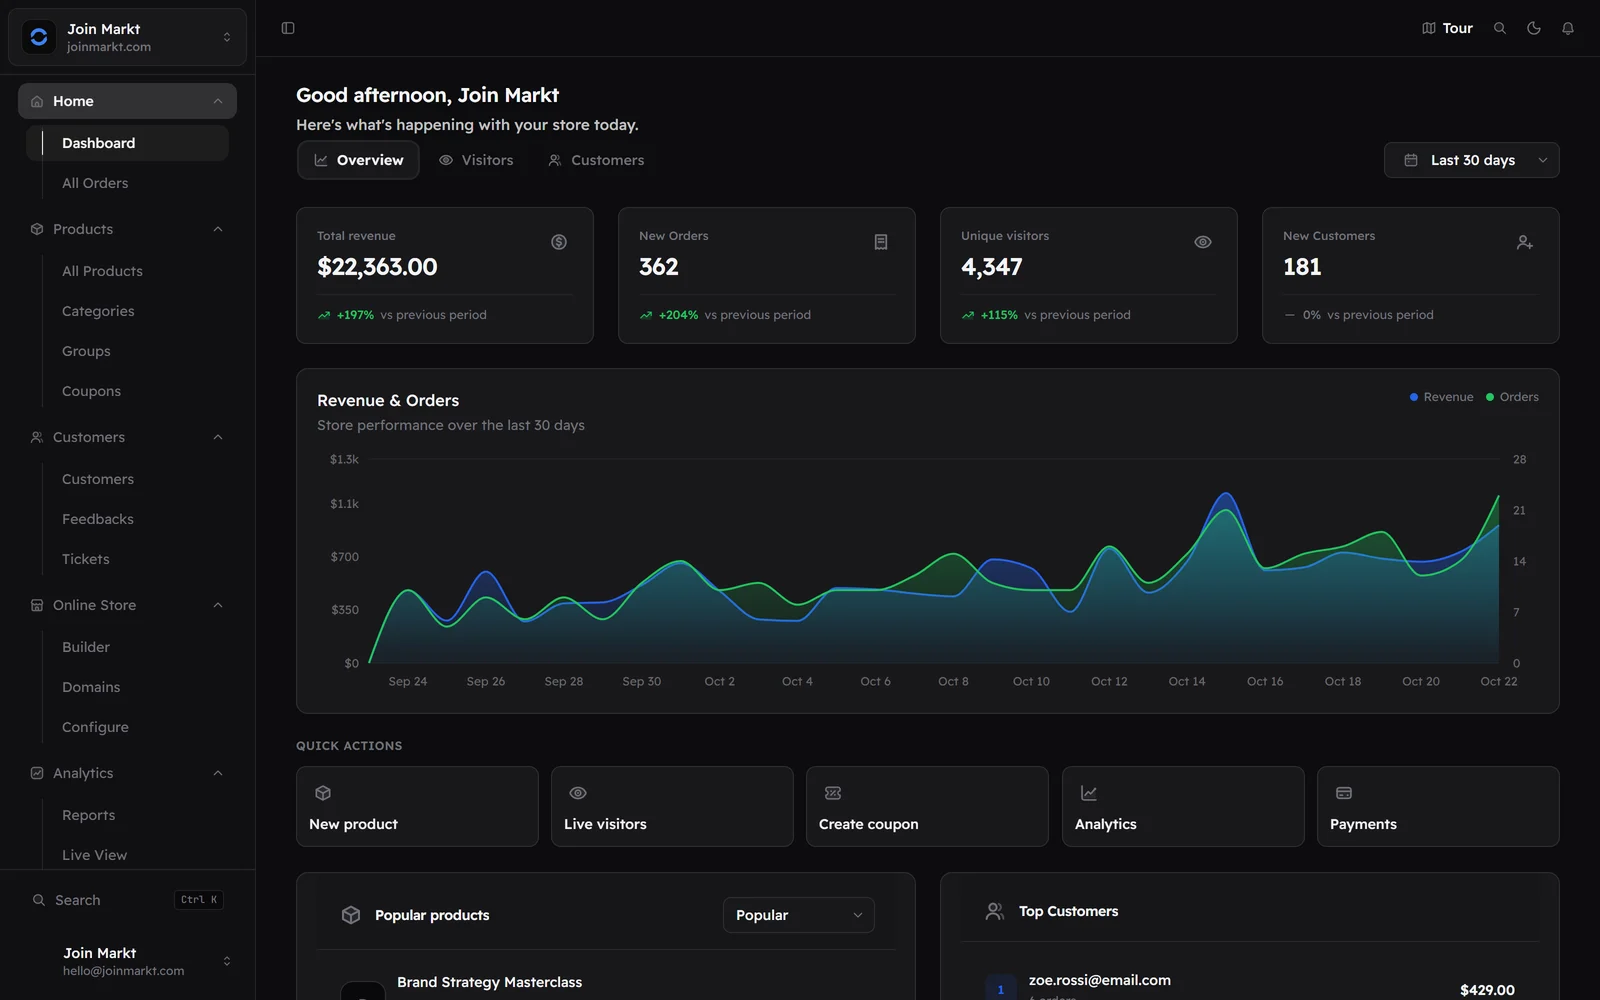 Join Markt
joinmarkt.com
Home
Dashboard
All Orders
Products
All Products
Categories
Groups
Coupons
Customers
Customers
Feedbacks
Tickets
Online Store
Builder
Domains
Configure
Analytics
Reports
Live View
Search Ctrl K
Join Markt
hello@joinmarkt.com
Tour
Good afternoon, Join Markt
Here's what's happening with your store today.
Overview Visitors Customers
Last 30 days
Total revenue
$22,363.00
+197% vs previous period
New Orders
362
+204% vs previous period
Unique visitors
4,347
+115% vs previous period
New Customers
181
0% vs previous period
Revenue & Orders
Store performance over the last 30 days
Revenue Orders
$1.3k
$1.1k
$700
$350
$0
28
21
14
7
0
Sep 24 Sep 26 Sep 28 Sep 30 Oct 2 Oct 4 Oct 6 Oct 8 Oct 10 Oct 12 Oct 14 Oct 16 Oct 18 Oct 20 Oct 22
QUICK ACTIONS
New product
Live visitors
Create coupon
Analytics
Payments
Popular products
Popular
Brand Strategy Masterclass
Top Customers
1
zoe.rossi@email.com
$429.00